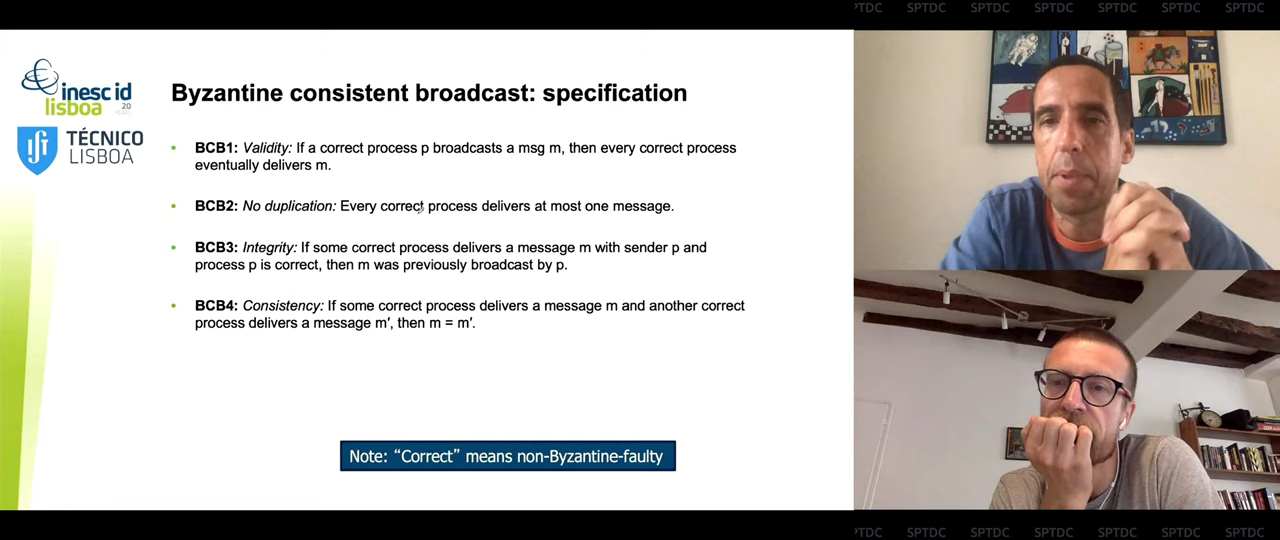 PTDC SPTDC SPTDC SPTDC SPTDC SPTDC SPTDC
inesc id
lisboa
20
TÉCNICO
LISBOA
Byzantine consistent broadcast: specification
• BCB1: Validity: If a correct process p broadcasts a msg m, then every correct process
eventually delivers m.
• BCB2: No duplication: Every correct process delivers at most one message.
• BCB3: Integrity: If some correct process delivers a message m with sender p and
process p is correct, then m was previously broadcast by p.
• BCB4: Consistency: If some correct process delivers a message m and another correct
process delivers a message m′, then m = m′.
Note: “Correct” means non-Byzantine-faulty
PTDC SPTDC SPTDC SPTDC SPTDC SPTDC SPTDC